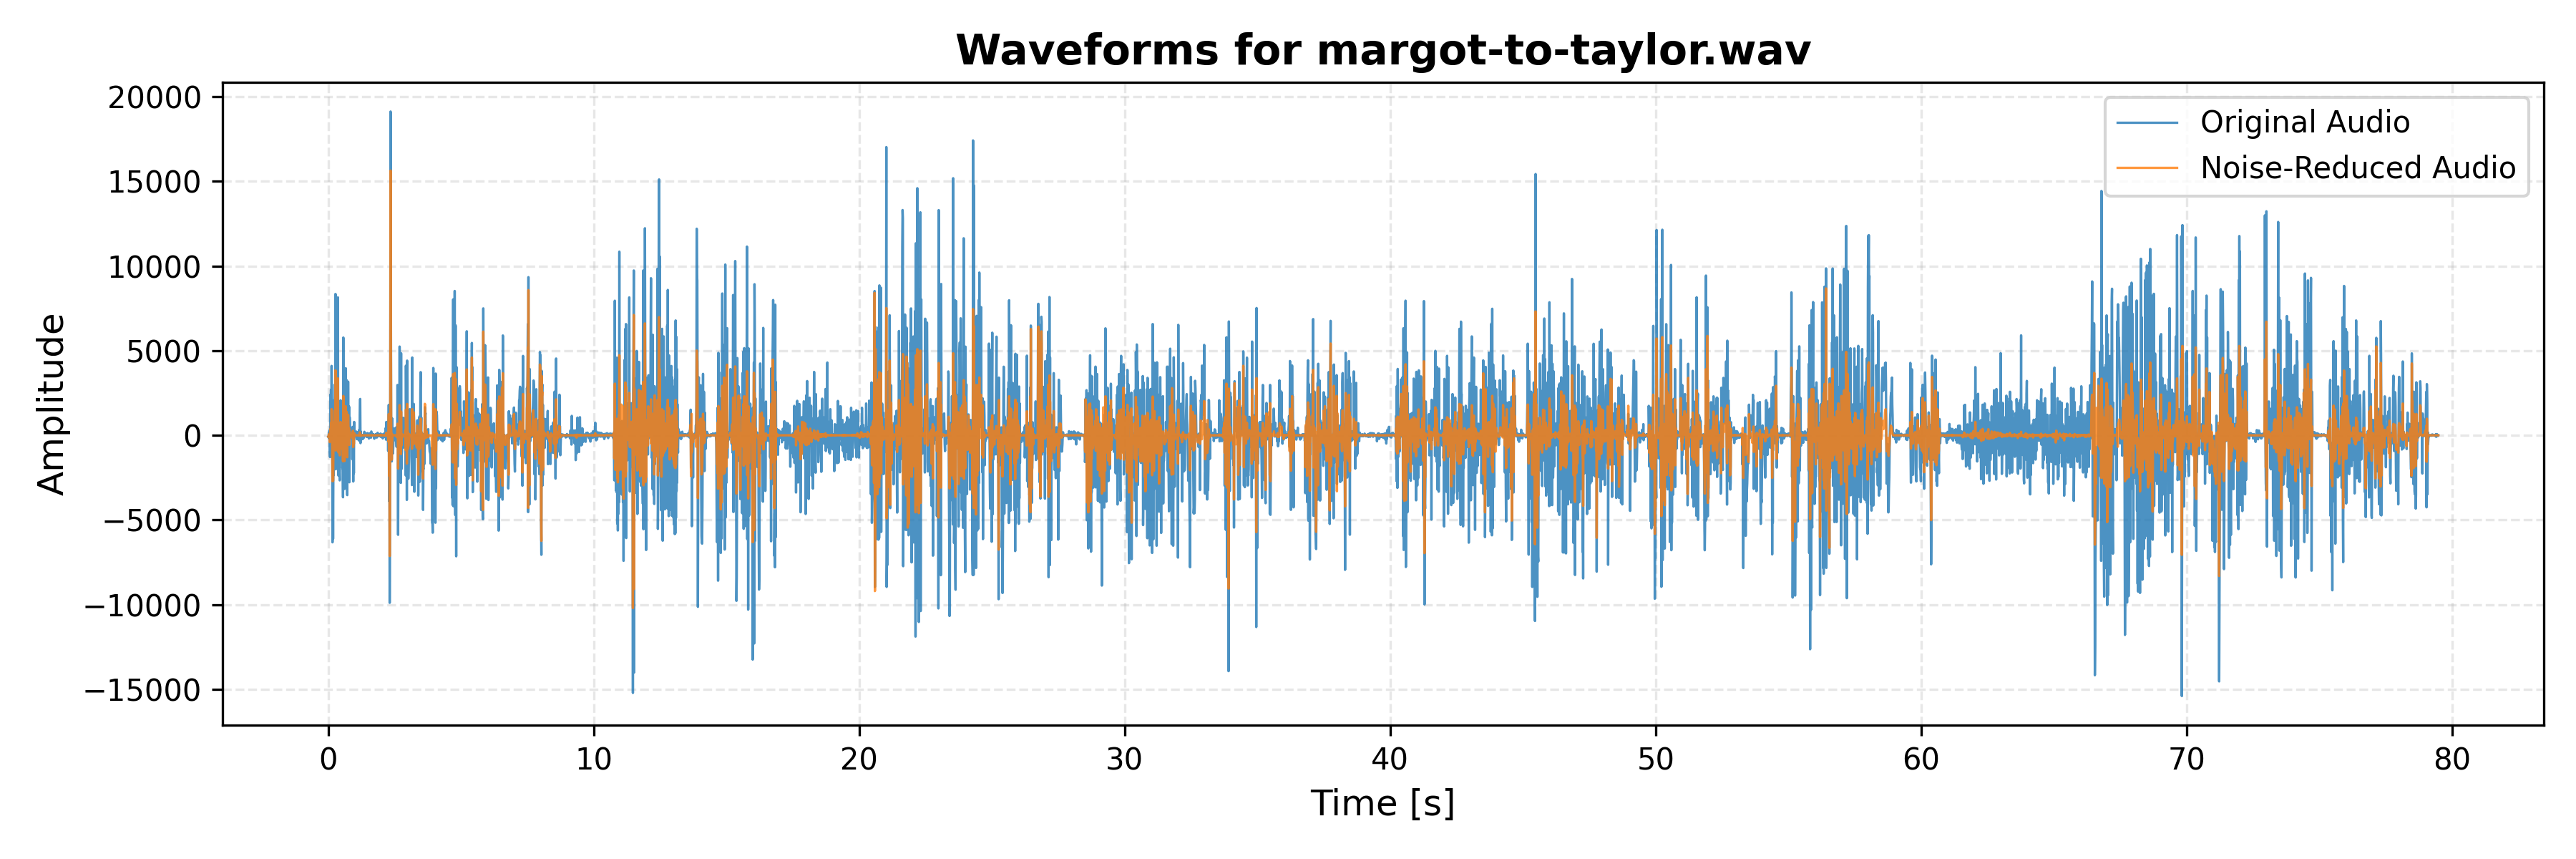 Waveforms for margot-to-taylor.wav
Original Audio
Noise-Reduced Audio
Amplitude
20000
15000
10000
5000
0
−5000
−10000
−15000
0 10 20 30 40 50 60 70 80
Time [s]